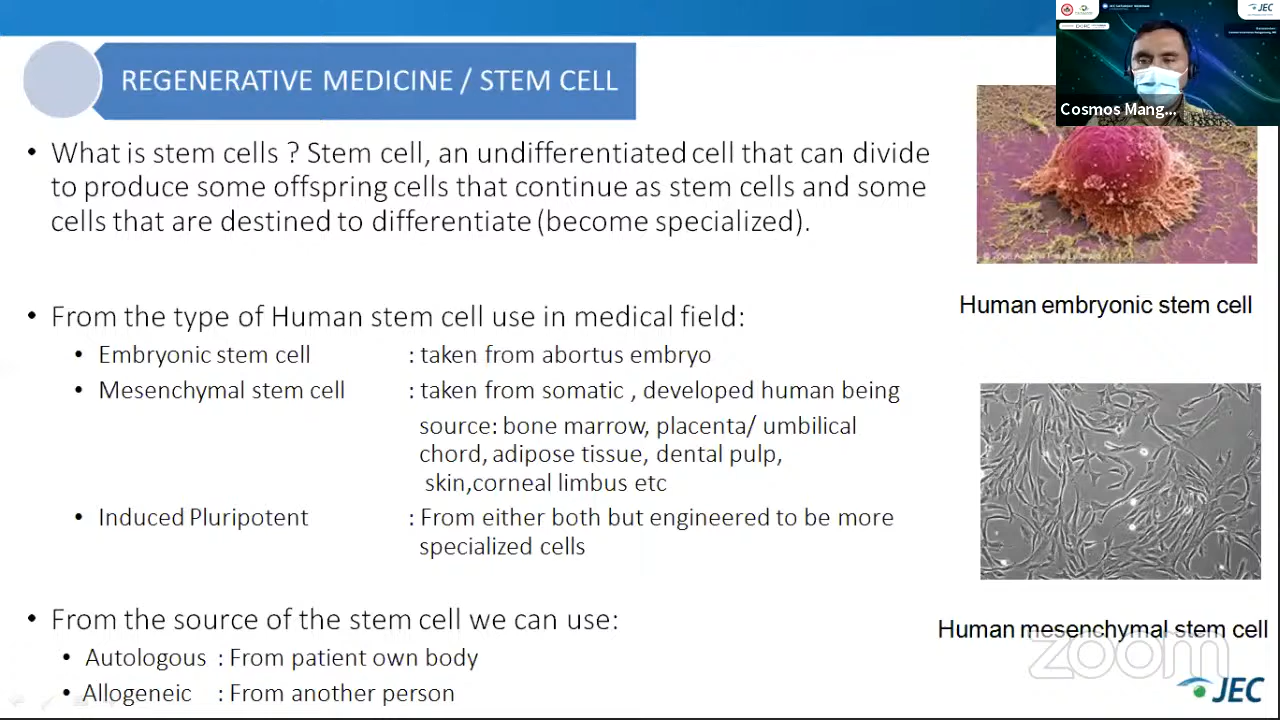 REGENERATIVE MEDICINE / STEM CELL
JEC
Cosmos Mang...
• What is stem cells ? Stem cell, an undifferentiated cell that can divide
to produce some offspring cells that continue as stem cells and some
cells that are destined to differentiate (become specialized).
Human embryonic stem cell
• From the type of Human stem cell use in medical field:
• Embryonic stem cell : taken from abortus embryo
• Mesenchymal stem cell : taken from somatic , developed human being
source: bone marrow, placenta/ umbilical
chord, adipose tissue, dental pulp,
skin,corneal limbus etc
• Induced Pluripotent : From either both but engineered to be more
specialized cells
Human mesenchymal stem cell
• From the source of the stem cell we can use:
• Autologous : From patient own body
• Allogeneic : From another person
zoom
JEC